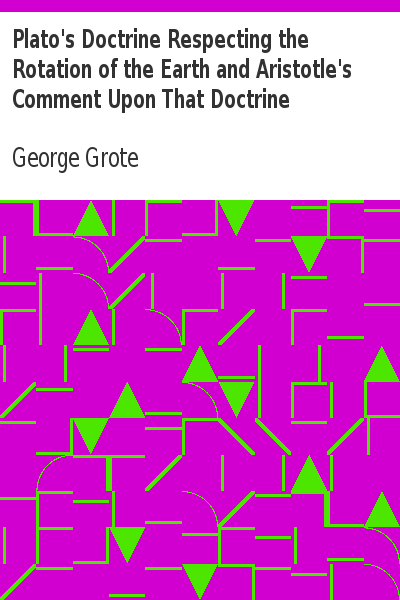 Plato's Doctrine Respecting the
Rotation of the Earth and Aristotle's
Comment Upon That Doctrine
George Grote